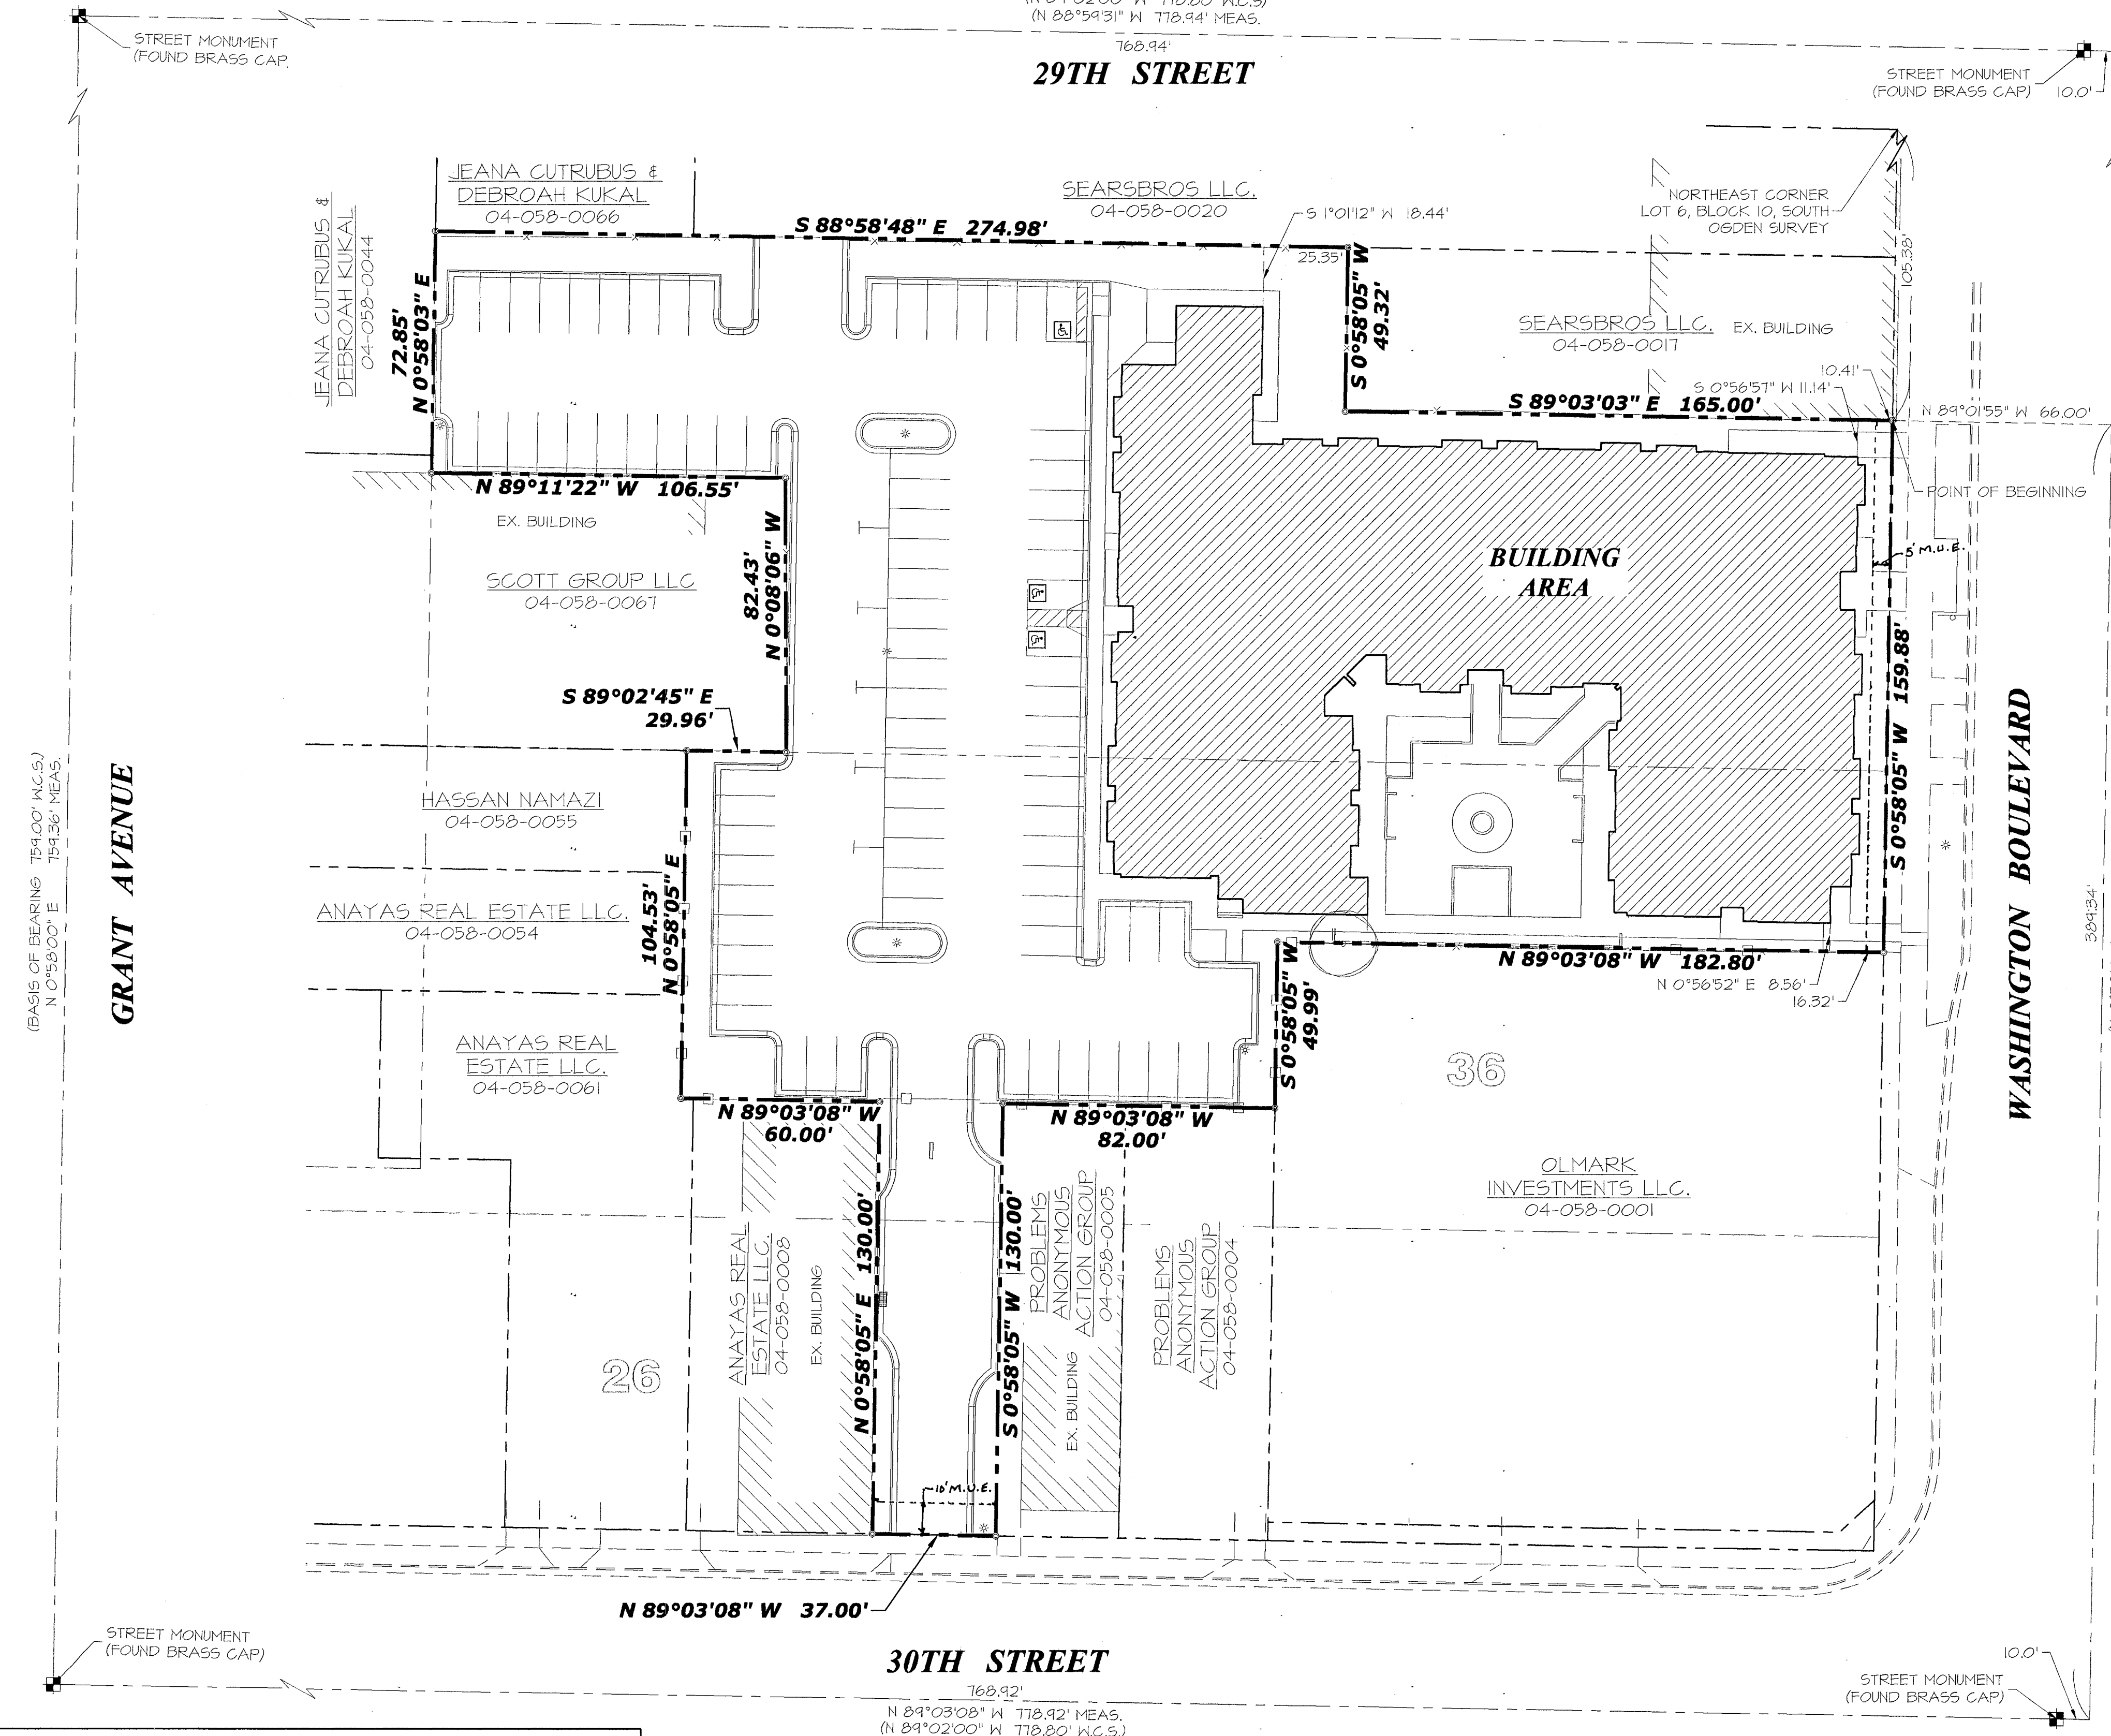 (N 88°59'31" W 778.94' MEAS.
768.94'
29TH STREET
STREET MONUMENT
(FOUND BRASS CAP
STREET MONUMENT
(FOUND BRASS CAP)
10.0'
JEANA CUTRUBUS &
DEBROAH KUKAL
04-058-0066
JEANA CUTRUBUS &
DEBROAH KUKAL
04-058-0044
SEARSBROS LLC.
04-058-0020
S 88°58'48" E 274.98'
S 1°01'12" W 18.44'
25.35'
NORTHEAST CORNER
LOT 6, BLOCK 10, SOUTH
OGDEN SURVEY
105.38'
72.85'
N 0°58'03" E
S 0°58'05" W
49.32'
SEARSBROS LLC.
04-058-0017
EX. BUILDING
10.41'
S 0°56'57" W 11.14'
S 89°03'03" E 165.00'
N 89°01'55" W 66.00'
POINT OF BEGINNING
N 89°11'22" W 106.55'
EX. BUILDING
SCOTT GROUP LLC
04-058-0067
82.43'
N 0°08'06" W
BUILDING
AREA
5' M.U.E.
S 89°02'45" E
29.96'
S 0°58'05" W 159.88'
(BASIS OF BEARING 759.00' W.C.S.)
N 0°58'00" E 759.36' MEAS.
GRANT AVENUE
HASSAN NAMAZI
04-058-0055
ANAYAS REAL ESTATE LLC.
04-058-0054
104.53'
N 0°58'05" E
ANAYAS REAL
ESTATE LLC.
04-058-0061
WASHINGTON BOULEVARD
389.34'
N 89°03'08" W 182.80'
N 0°56'52" E 8.56'
16.32'
S 0°58'05" W
49.99'
36
N 89°03'08" W
60.00'
N 89°03'08" W
82.00'
OLMARK
INVESTMENTS LLC.
04-058-0001
ANAYAS REAL
ESTATE LLC.
04-058-0008
EX. BUILDING
N 0°58'05" E 130.00'
S 0°58'05" W 130.00'
PROBLEMS
ANONYMOUS
ACTION GROUP
04-058-0005
EX. BUILDING
PROBLEMS
ANONYMOUS
ACTION GROUP
04-058-0004
26
10' M.U.E.
N 89°03'08" W 37.00'
STREET MONUMENT
(FOUND BRASS CAP)
30TH STREET
768.92'
N 89°03'08" W 778.92' MEAS.
(N 89°02'00" W 778.80' W.C.S.)
10.0'
STREET MONUMENT
(FOUND BRASS CAP)